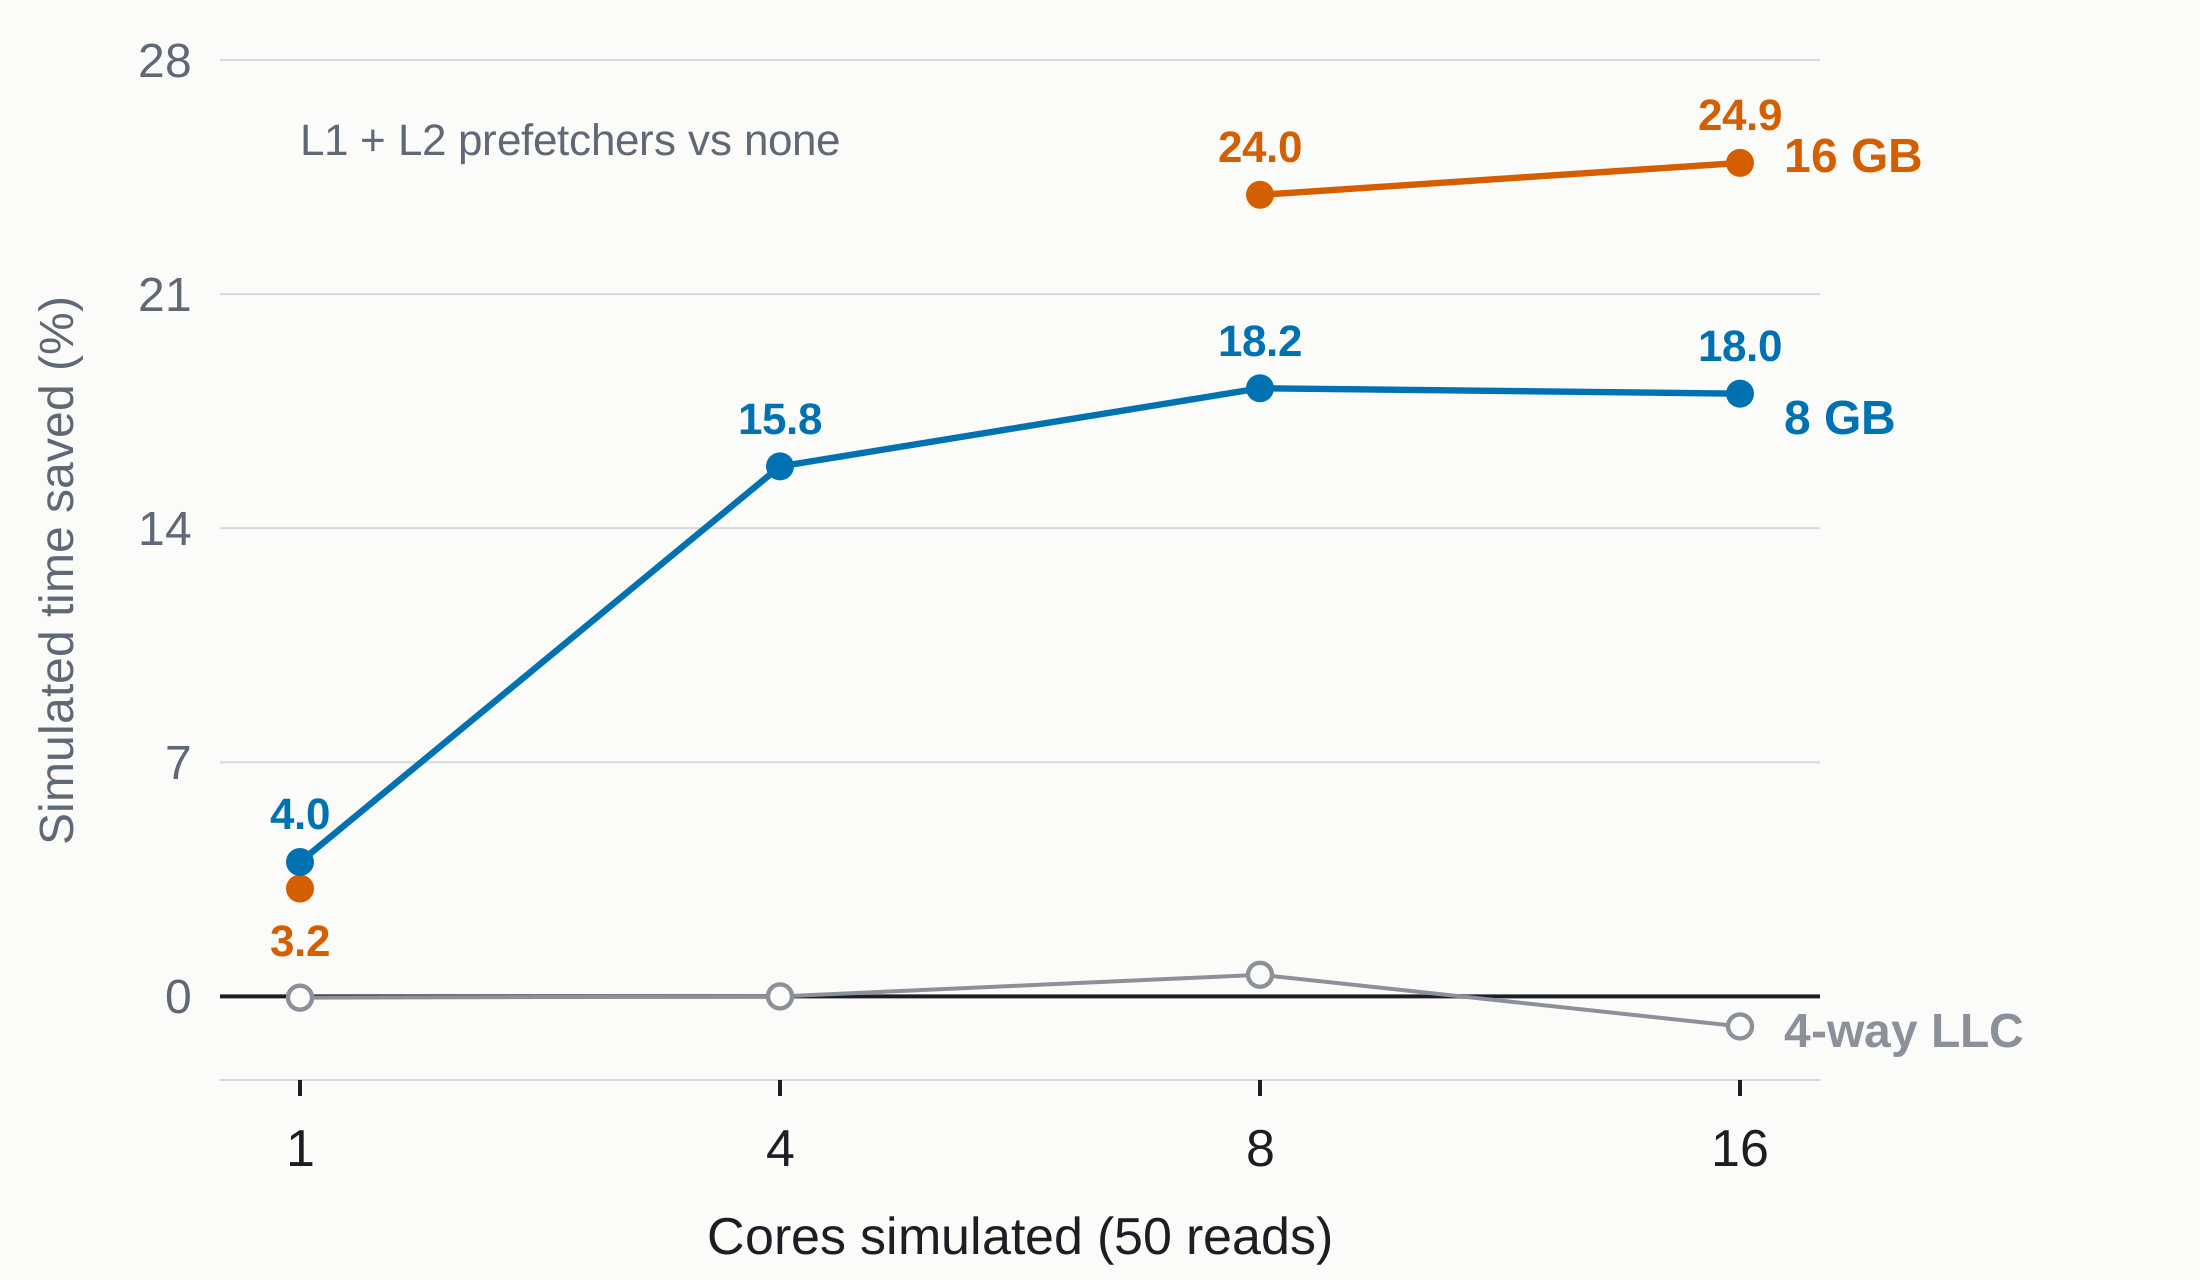 28
L1 + L2 prefetchers vs none
24.0
24.9
16 GB
21
18.2
18.0
15.8
8 GB
14
7
4.0
3.2
0
4-way LLC
Simulated time saved (%)
1
4
8
16
Cores simulated (50 reads)